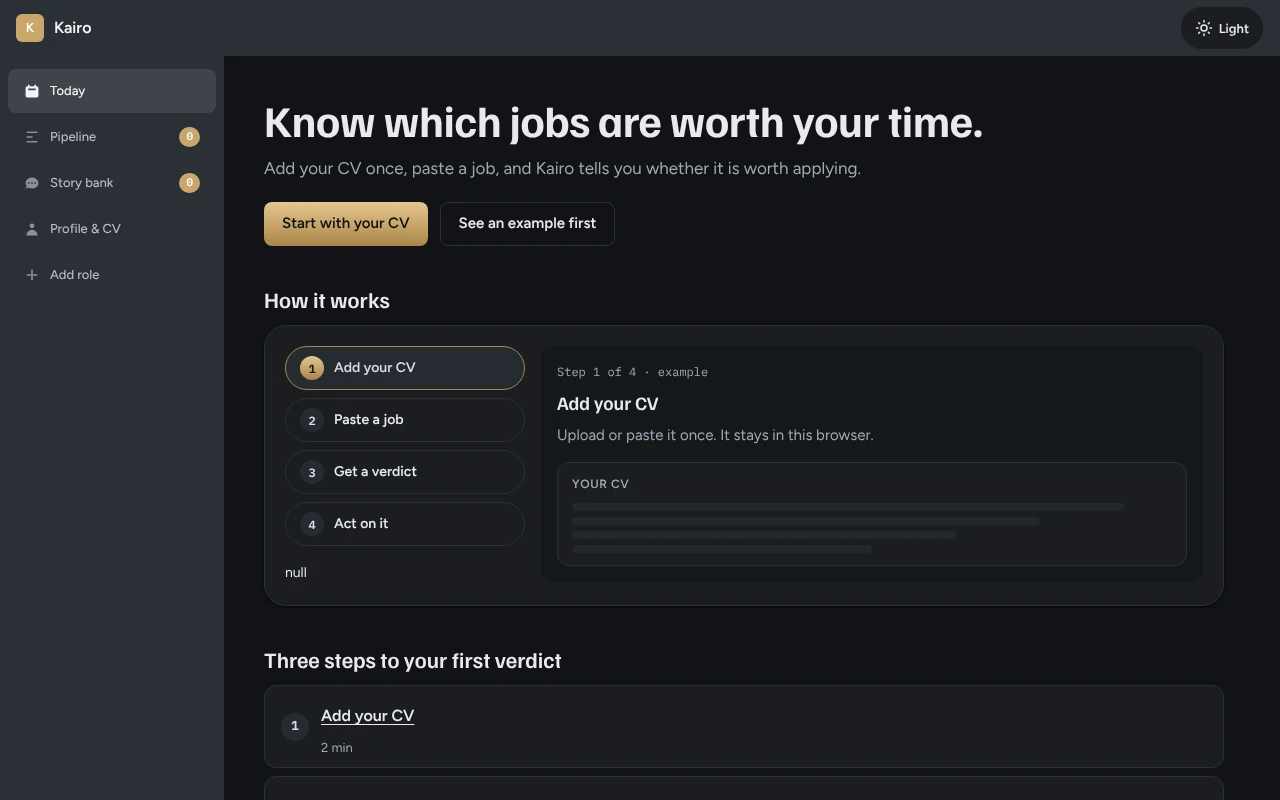 K Kairo
Light
Today
Pipeline 0
Story bank 0
Profile & CV
Add role
Know which jobs are worth your time.
Add your CV once, paste a job, and Kairo tells you whether it is worth applying.
Start with your CV
See an example first
How it works
1 Add your CV
2 Paste a job
3 Get a verdict
4 Act on it
null
Step 1 of 4 · example
Add your CV
Upload or paste it once. It stays in this browser.
YOUR CV
Three steps to your first verdict
1 Add your CV
2 min